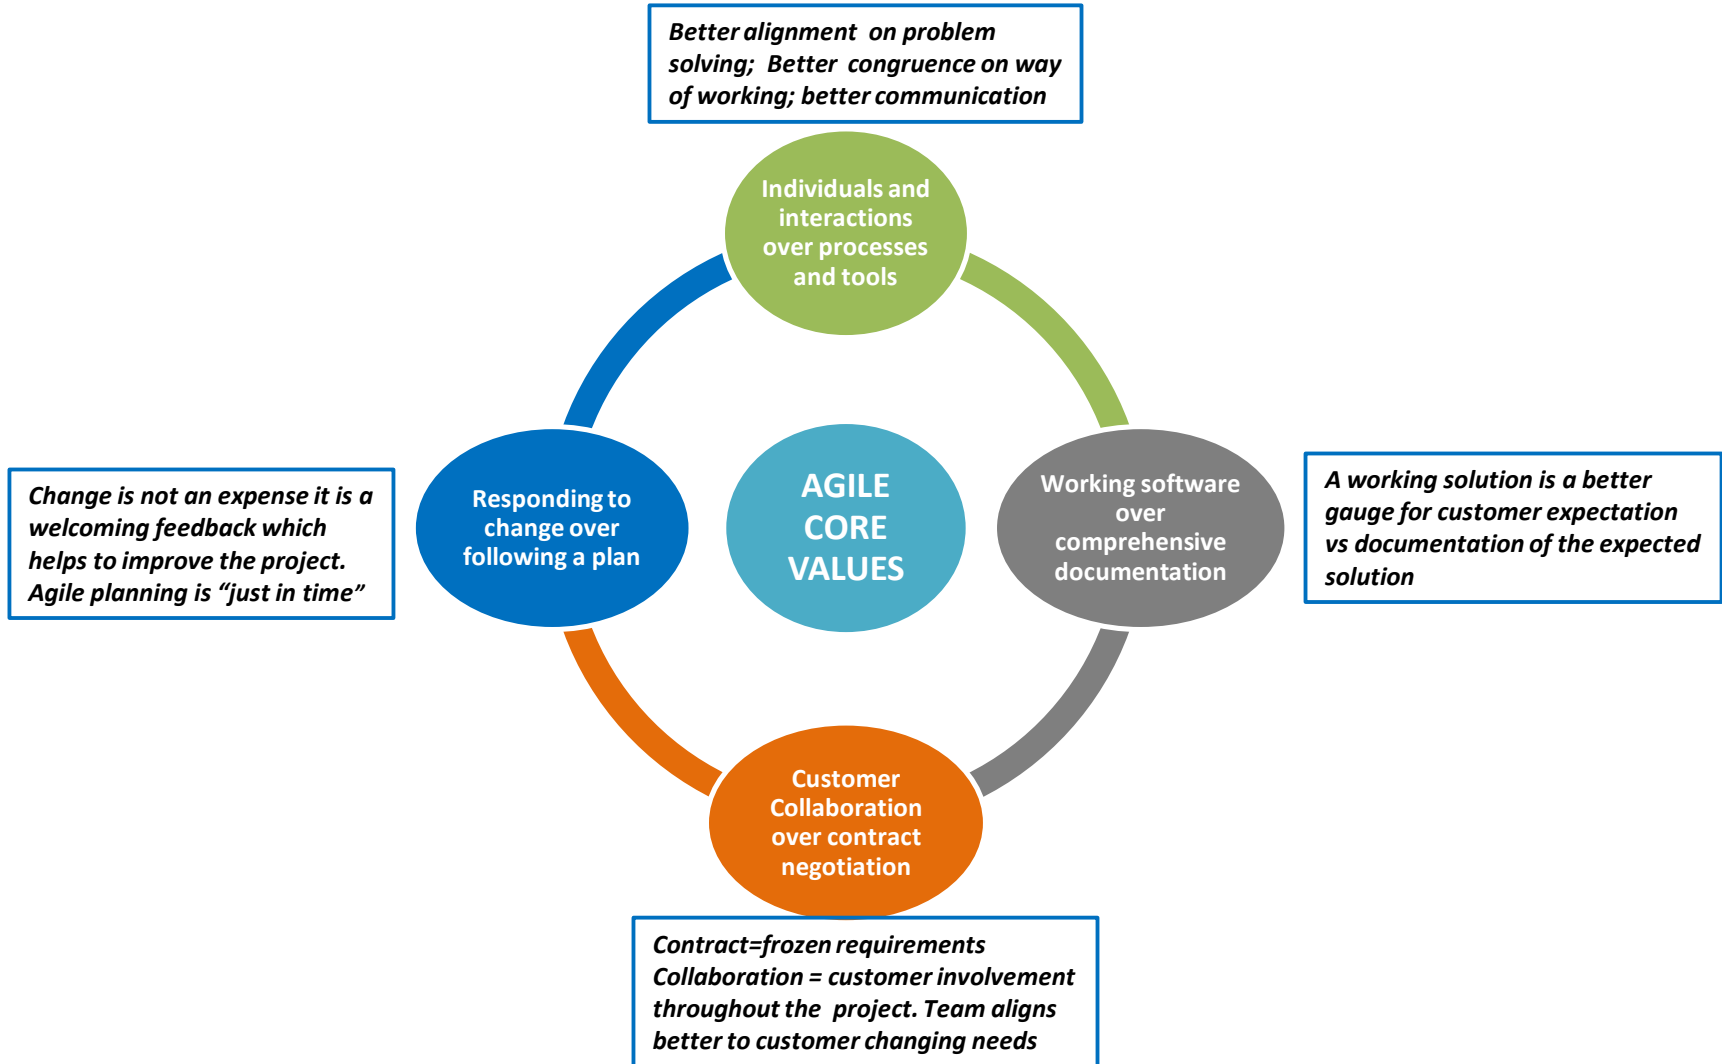 Better alignment on problem
solving; Better congruence on way
of working; better communication
Individuals and
interactions
over processes
and tools
Change is not an expense it is a
welcoming feedback which
helps to improve the project.
Agile planning is “just in time”
Responding to
change over
following a plan
AGILE
CORE
VALUES
Working software
over
comprehensive
documentation
A working solution is a better
gauge for customer expectation
vs documentation of the expected
solution
Customer
Collaboration
over contract
negotiation
Contract=frozen requirements
Collaboration = customer involvement
throughout the project. Team aligns
better to customer changing needs